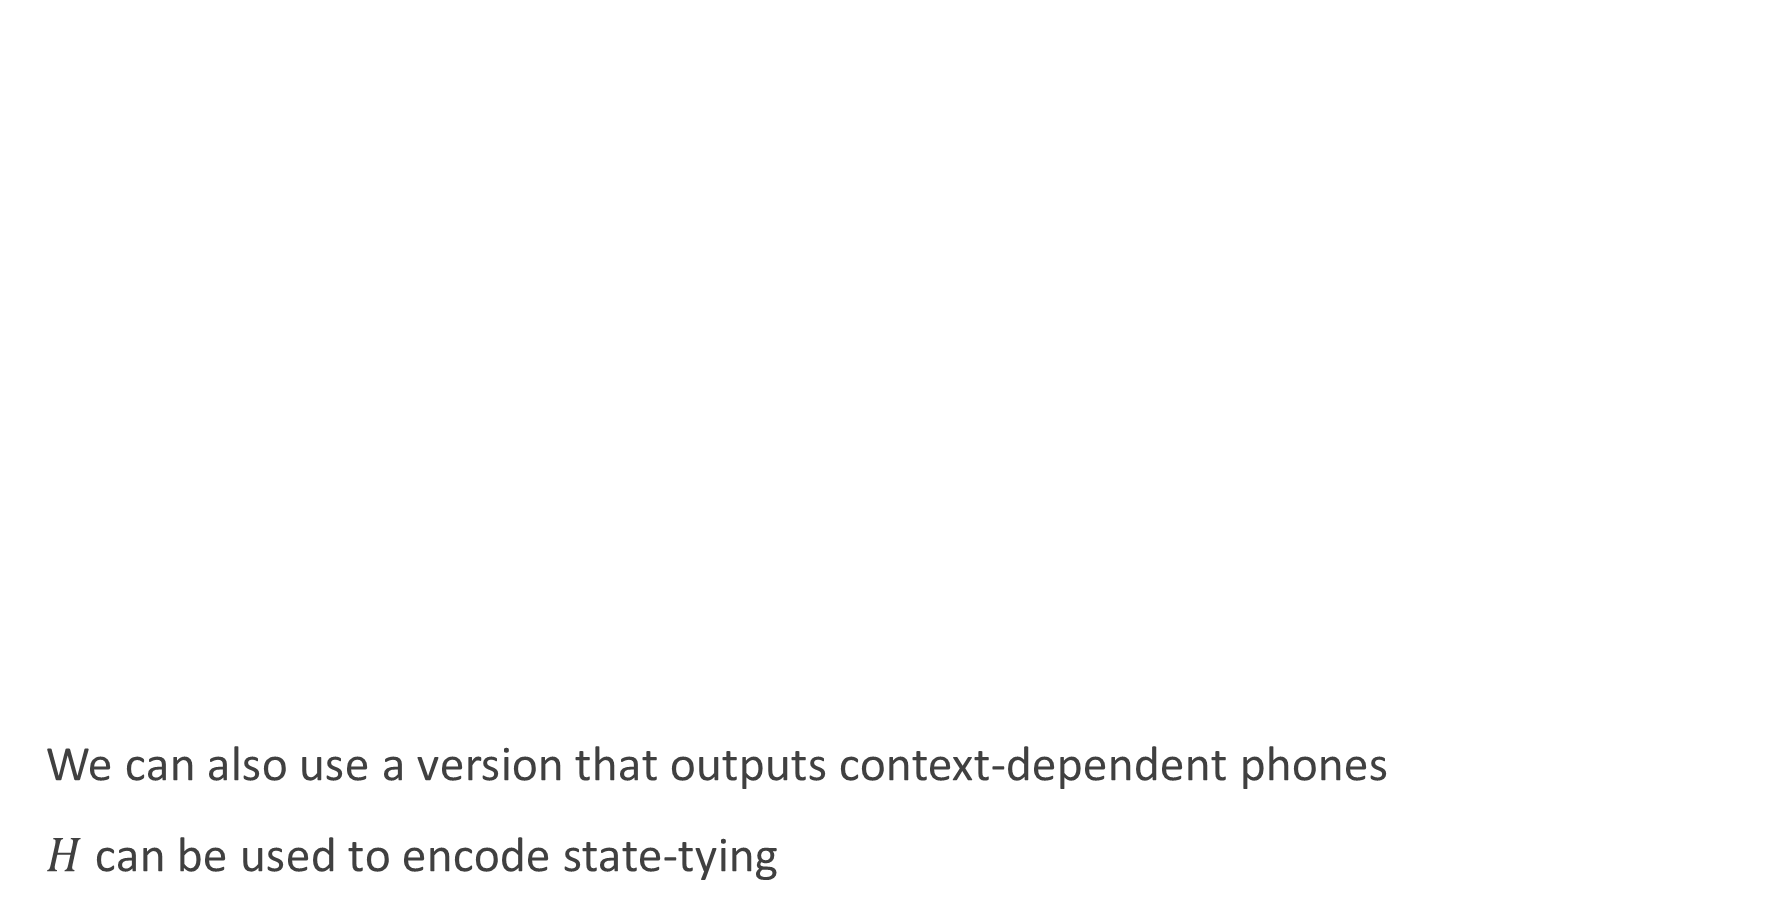 We can also use a version that outputs context-dependent phones
H can be used to encode state-tying